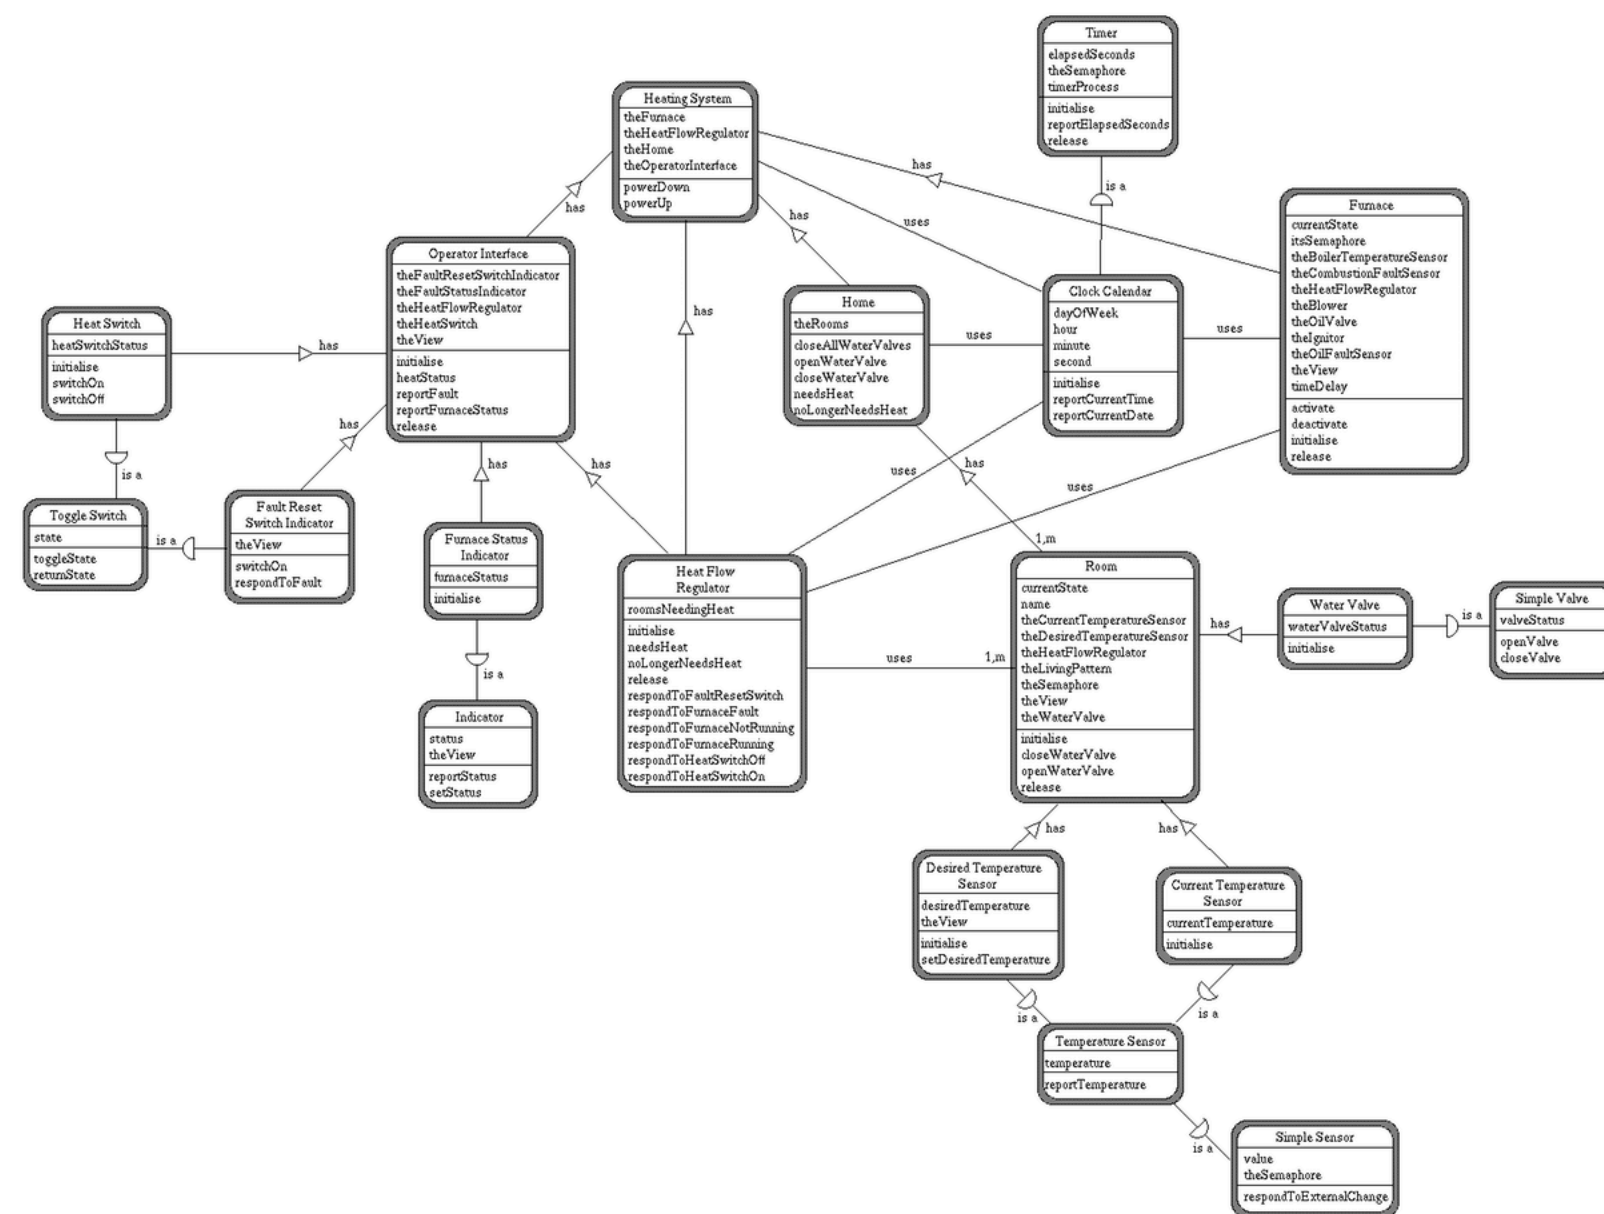 Timer
elapsedSeconds
theSemaphore
timerProcess
initialise
reportElapsedSeconds
release
is a
Heating System
theFurnace
theHeatFlowRegulator
theHome
theOperatorInterface
powerDown
powerUp
has
has
has
has
uses
Furnace
currentState
itsSemaphore
theBoilerTemperatureSensor
theCombustionFaultSensor
theHeatFlowRegulator
theBlower
theOilValve
theIgnitor
theOilFaultSensor
theView
timeDelay
activate
deactivate
initialise
release
Operator Interface
theFaultResetSwitchIndicator
theFaultStatusIndicator
theHeatFlowRegulator
theHeatSwitch
theView
initialise
heatStatus
reportFault
reportFurnaceStatus
release
Home
theRooms
closeAllWaterValves
openWaterValve
closeWaterValve
needsHeat
noLongerNeedsHeat
uses
Clock Calendar
dayOfWeek
hour
minute
second
initialise
reportCurrentTime
reportCurrentDate
uses
Heat Switch
heatSwitchStatus
initialise
switchOn
switchOff
has
is a
has
has
has
uses
has
uses
Toggle Switch
state
toggleState
returnState
is a
Fault Reset
Switch Indicator
theView
switchOn
respondToFault
Furnace Status
Indicator
furnaceStatus
initialise
is a
Indicator
status
theView
reportStatus
setStatus
Heat Flow
Regulator
roomsNeedingHeat
initialise
needsHeat
noLongerNeedsHeat
release
respondToFaultResetSwitch
respondToFurnaceFault
respondToFurnaceNotRunning
respondToFurnaceRunning
respondToHeatSwitchOff
respondToHeatSwitchOn
uses
1,m
1,m
Room
currentState
name
theCurrentTemperatureSensor
theDesiredTemperatureSensor
theHeatFlowRegulator
theLivingPattern
theSemaphore
theView
theWaterValve
initialise
closeWaterValve
openWaterValve
release
has
Water Valve
waterValveStatus
initialise
is a
Simple Valve
valveStatus
openValve
closeValve
has
has
Desired Temperature
Sensor
desiredTemperature
theView
initialise
setDesiredTemperature
Current Temperature
Sensor
currentTemperature
initialise
is a
is a
Temperature Sensor
temperature
reportTemperature
is a
Simple Sensor
value
theSemaphore
respondToExternalChange